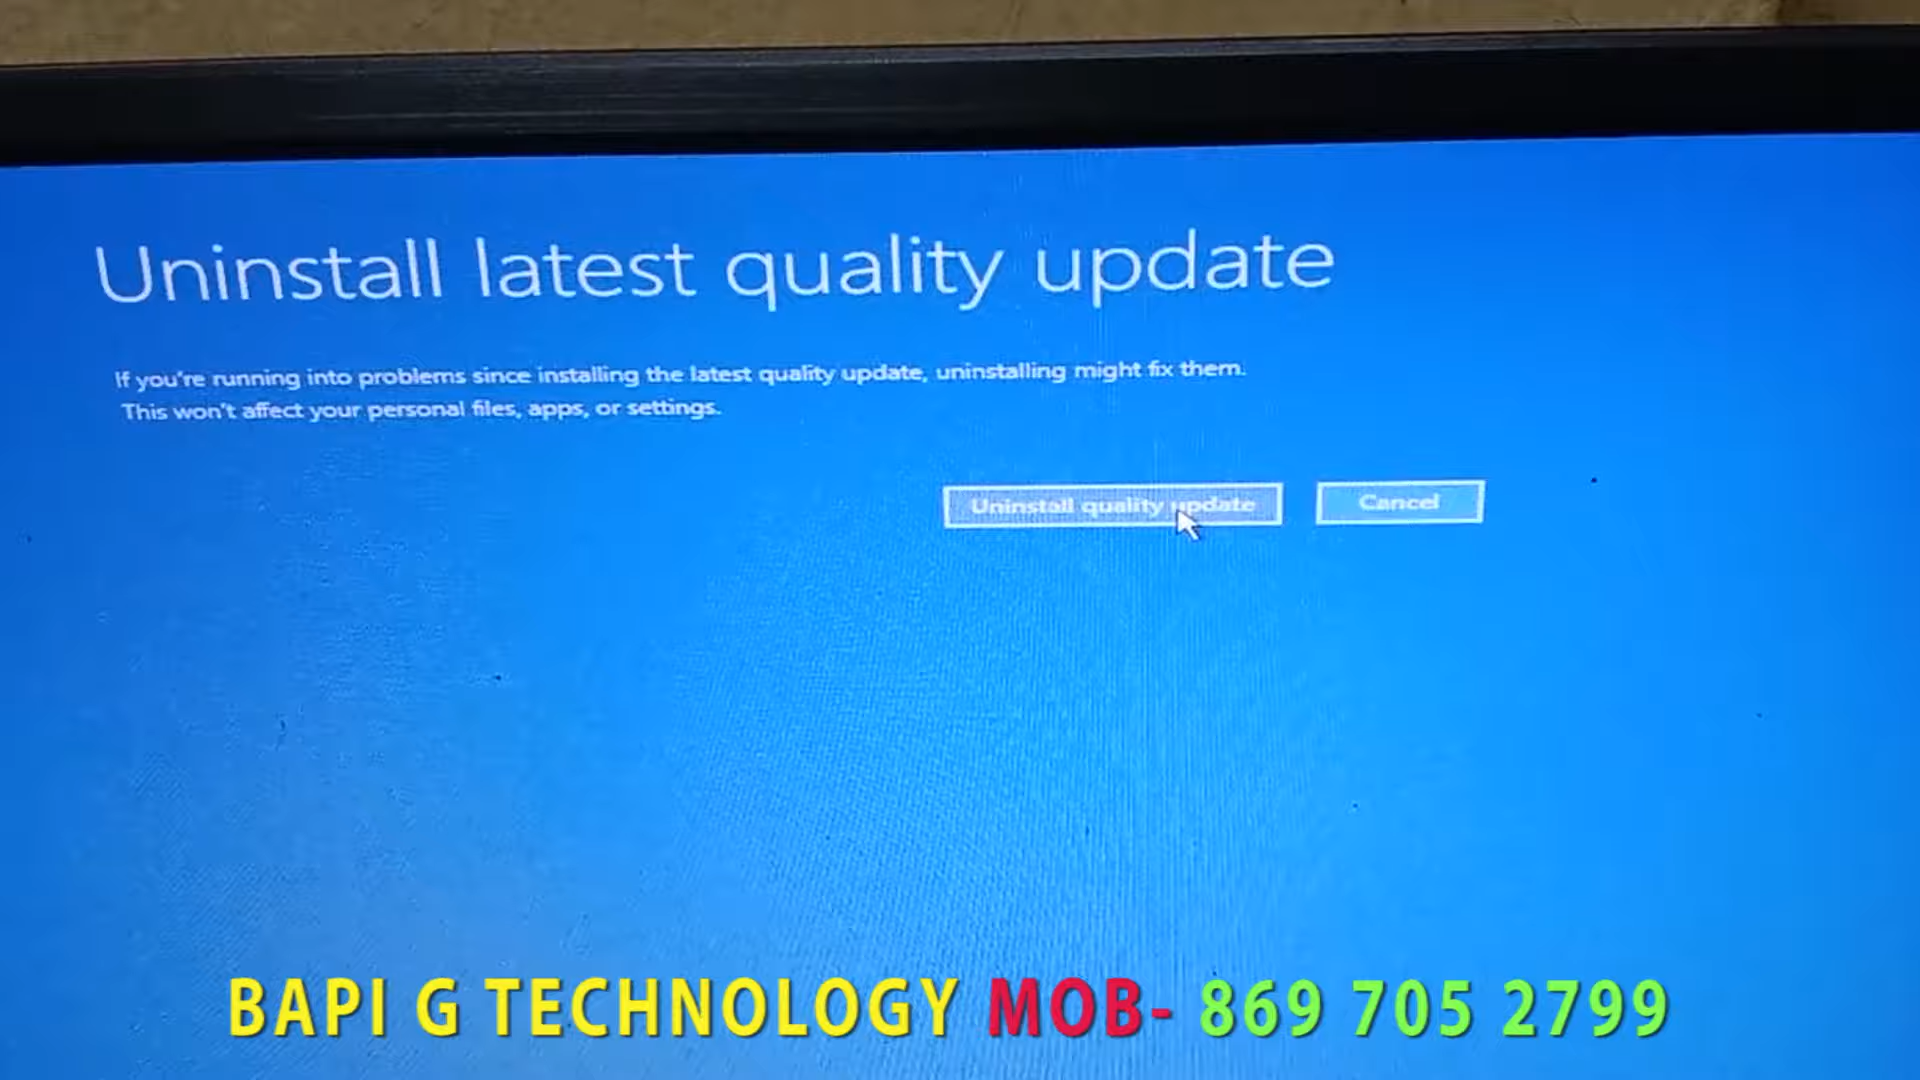 Uninstall latest quality update
If you're running into problems since installing the latest quality update, uninstalling might fix them.
This won't affect your personal files, apps, or settings.
Uninstall quality update
Cancel
BAPI G TECHNOLOGY MOB- 869 705 2799